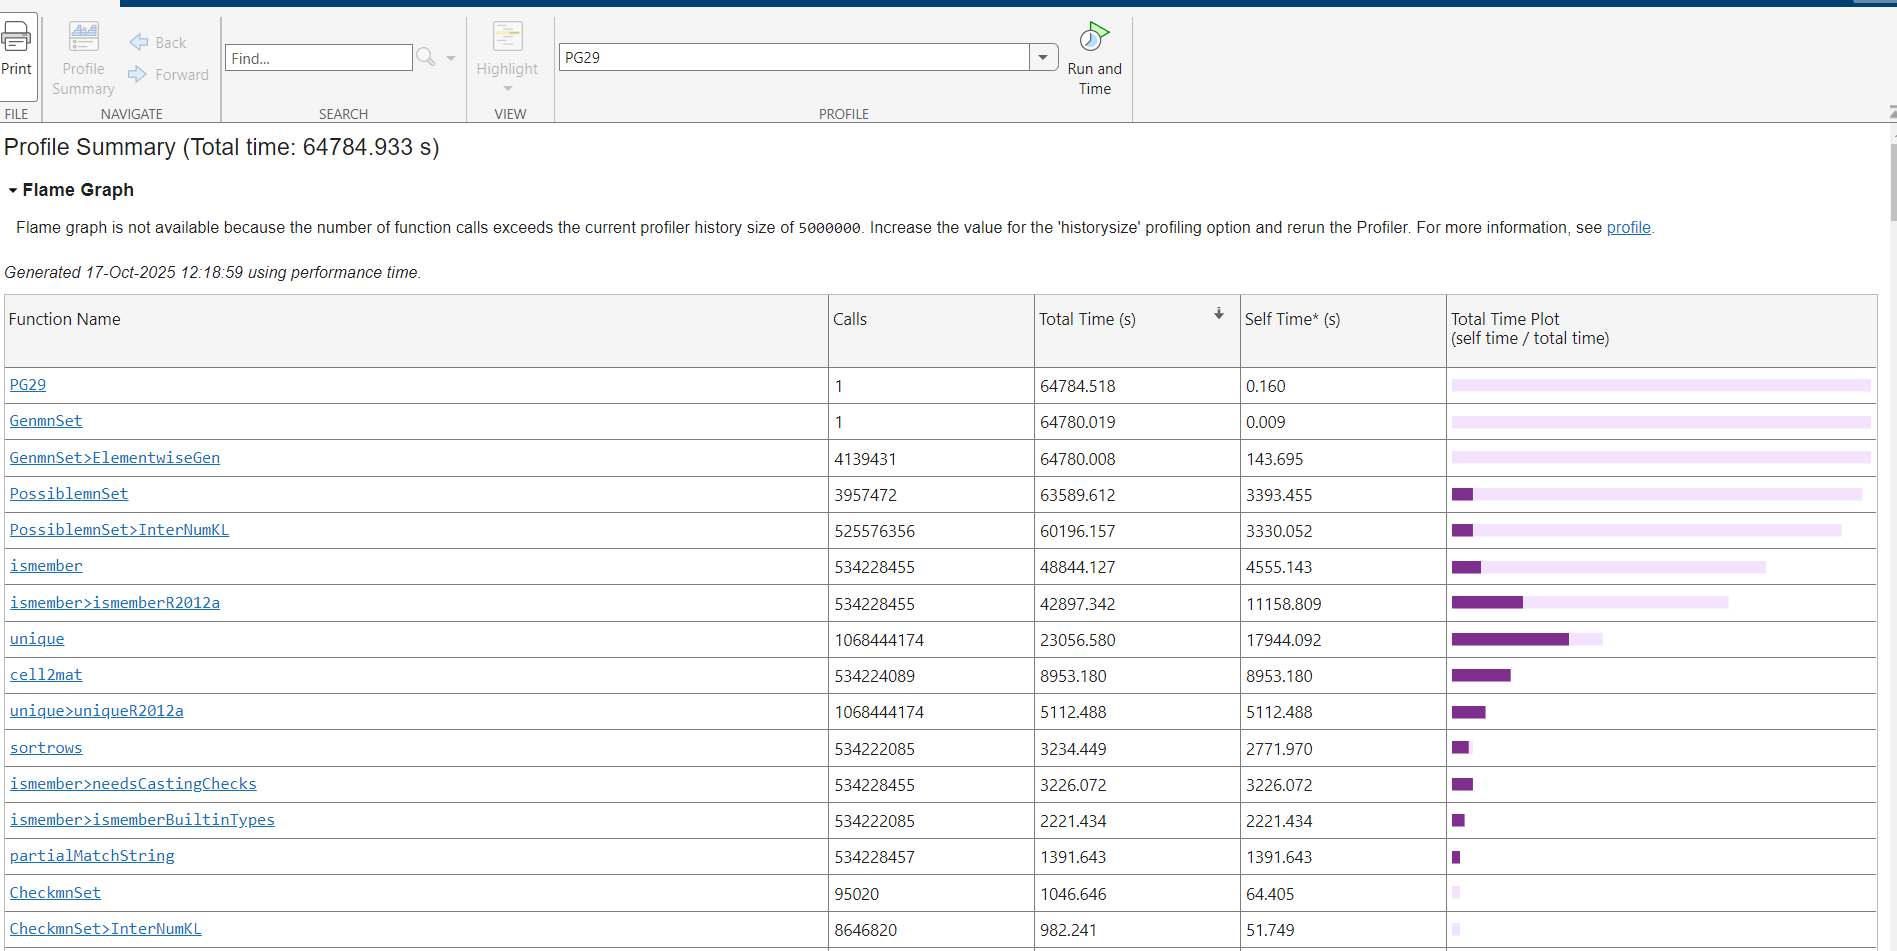 Print
Profile
Summary
Back
Forward
Find...
Highlight
PG29
Run and
Time
FILE
NAVIGATE
SEARCH
VIEW
PROFILE
Profile Summary (Total time: 64784.933 s)
Flame Graph
Flame graph is not available because the number of function calls exceeds the current profiler history size of 5000000. Increase the value for the 'historysize' profiling option and rerun the Profiler. For more information, see profile.
Generated 17-Oct-2025 12:18:59 using performance time.
Function Name Calls Total Time (s) Self Time* (s) Total Time Plot
(self time / total time)
PG29 1 64784.518 0.160
GenmnSet 1 64780.019 0.009
GenmnSet>ElementwiseGen 4139431 64780.008 143.695
PossiblemnSet 3957472 63589.612 3393.455
PossiblemnSet>InterNumKL 525576356 60196.157 3330.052
ismember 534228455 48844.127 4555.143
ismember>ismemberR2012a 534228455 42897.342 11158.809
unique 1068444174 23056.580 17944.092
cell2mat 534224089 8953.180 8953.180
unique>uniqueR2012a 1068444174 5112.488 5112.488
sortrows 534222085 3234.449 2771.970
ismember>needsCastingChecks 534228455 3226.072 3226.072
ismember>ismemberBuiltinTypes 534222085 2221.434 2221.434
partialMatchString 534228457 1391.643 1391.643
CheckmnSet 95020 1046.646 64.405
CheckmnSet>InterNumKL 8646820 982.241 51.749